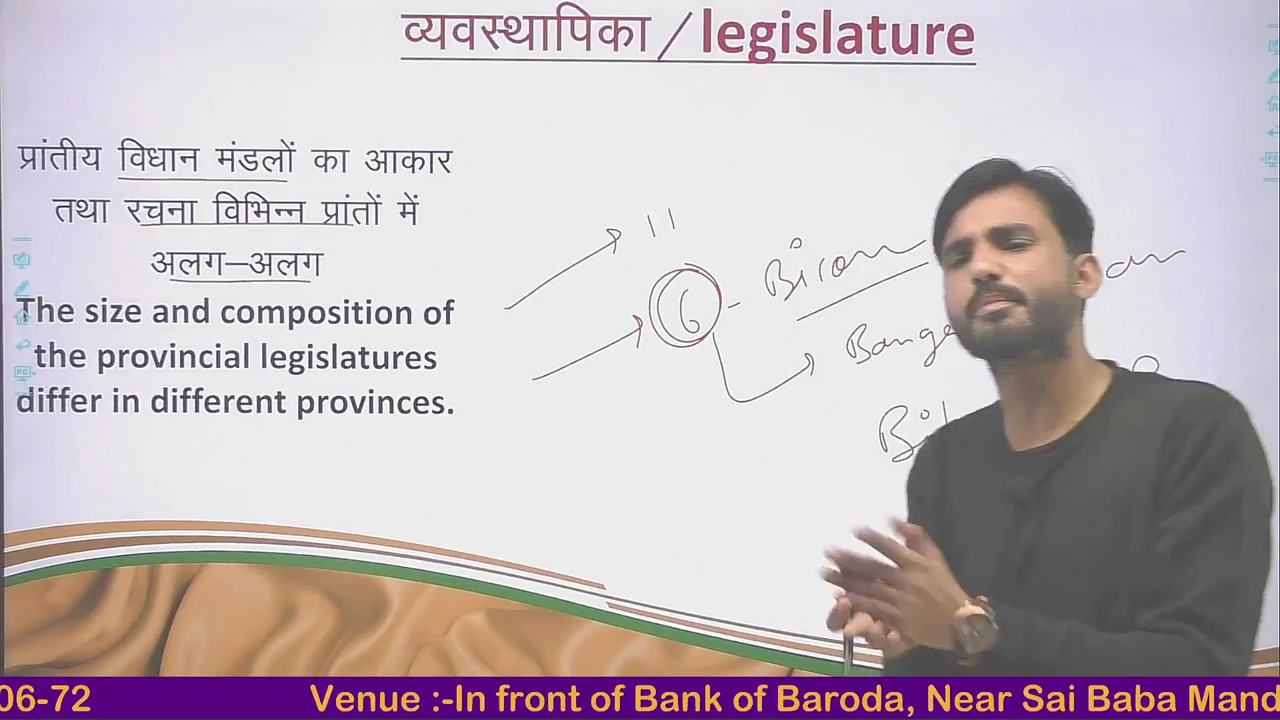 व्यवस्थापिका / legislature
प्रांतीय विधान मंडलों का आकार
तथा रचना विभिन्न प्रांतों में
अलग–अलग
The size and composition of
the provincial legislatures
differ in different provinces.
11
6 -
06-72 Venue :-In front of Bank of Baroda, Near Sai Baba Mand